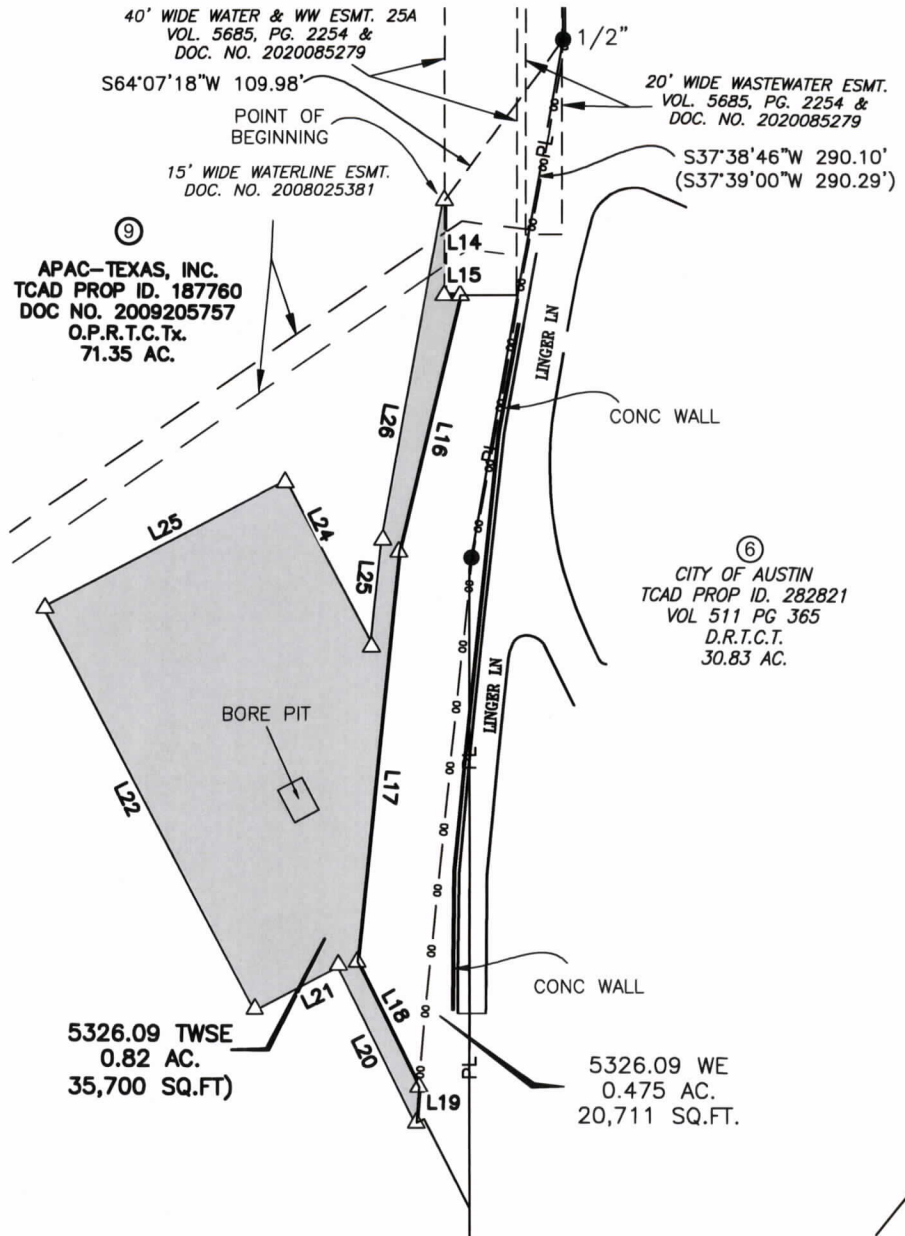 40' WIDE WATER & WW ESMT. 25A
VOL. 5685, PG. 2254 &
DOC. NO. 2020085279
1/2"
S64°07'18"W 109.98'
20' WIDE WASTEWATER ESMT.
VOL. 5685, PG. 2254 &
DOC. NO. 2020085279
POINT OF
BEGINNING
PL
S37°38'46"W 290.10'
(S37°39'00"W 290.29')
15' WIDE WATERLINE ESMT.
DOC. NO. 2008025381
9
APAC-TEXAS, INC.
TCAD PROP ID. 187760
DOC NO. 2009205757
O.P.R.T.C.Tx.
71.35 AC.
L14
L15
LINGER LN
CONC WALL
L26
L16
PL
L25
L24
L25
6
CITY OF AUSTIN
TCAD PROP ID. 282821
VOL 511 PG 365
D.R.T.C.T.
30.83 AC.
LINGER LN
BORE PIT
PL
L22
L17
CONC WALL
L21
L18
L20
5326.09 TWSE
0.82 AC.
35,700 SQ.FT)
PL
L19
5326.09 WE
0.475 AC.
20,711 SQ.FT.